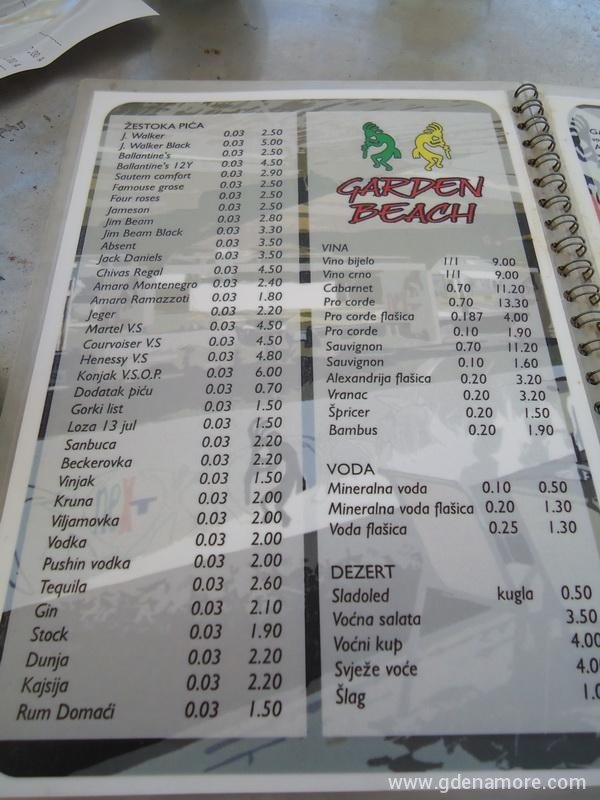 ŽESTOKA PIĆA
J. Walker 0.03 2.50
J. Walker Black 0.03 5.00
Ballantine's 0.03 2.50
Ballantine's 12Y 0.03 4.50
Sautem comfort 0.03 2.90
Famouse grose 0.03 2.50
Four roses 0.03 2.50
Jameson 0.03 2.50
Jim Beam 0.03 2.80
Jim Beam Black 0.03 3.30
Absent 0.03 3.50
Jack Daniels 0.03 3.50
Chivas Regal 0.03 4.50
Amaro Montenegro 0.03 2.40
Amaro Ramazzoti 0.03 1.80
Jeger 0.03 2.20
Martel V.S 0.03 4.50
Courvoiser V.S 0.03 4.50
Henessy V.S 0.03 4.80
Konjak V.S.O.P. 0.03 6.00
Dodatak piću 0.03 0.70
Gorki list 0.03 1.50
Loza 13 jul 0.03 1.50
Sanbuca 0.03 2.20
Beckerovka 0.03 2.20
Vinjak 0.03 1.50
Kruna 0.03 2.00
Viljamovka 0.03 2.00
Vodka 0.03 2.00
Pushin vodka 0.03 2.00
Tequila 0.03 2.60
Gin 0.03 2.10
Stock 0.03 1.90
Dunja 0.03 2.20
Kajsija 0.03 2.20
Rum Domaći 0.03 1.50
GARDEN
BEACH
VINA
Vino bijelo 1/1 9.00
Vino crno 1/1 9.00
Cabarnet 0.70 11.20
Pro corde 0.70 13.30
Pro corde flašica 0.187 4.00
Pro corde 0.10 1.90
Sauvignon 0.70 11.20
Sauvignon 0.10 1.60
Alexandrija flašica 0.20 3.20
Vranac 0.20 3.20
Špricer 0.20 1.50
Bambus 0.20 1.90
VODA
Mineralna voda 0.10 0.50
Mineralna voda flašica 0.20 1.30
Voda flašica 0.25 1.30
DEZERT
Sladoled kugla 0.50
Voćna salata 3.50
Voćni kup 4.00
Svježe voće 4.00
Šlag
www.gdenamore.com